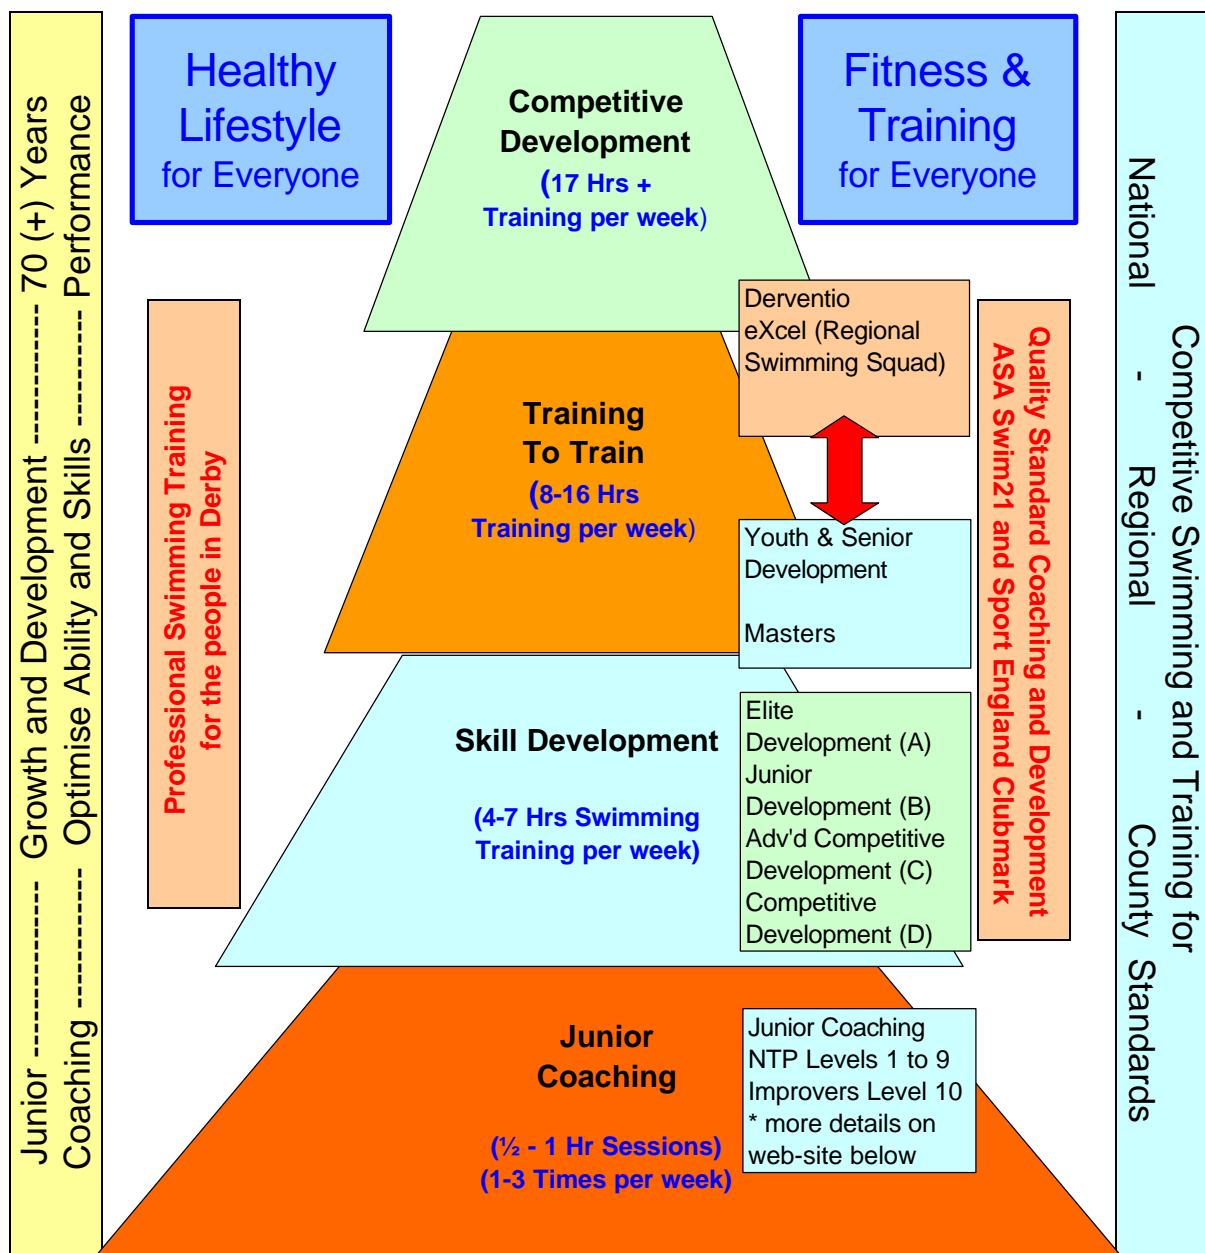 Junior --------------- Growth and Development ------------- 70 (+) Years
Coaching --------------- Optimise Ability and Skills ------------- Performance
Healthy
Lifestyle
for Everyone
Fitness &
Training
for Everyone
Competitive
Development
(17 Hrs +
Training per week)
Professional Swimming Training
for the people in Derby
Training
To Train
(8-16 Hrs
Training per week)
Derventio
eXcel (Regional
Swimming Squad)
Youth & Senior
Development
Masters
Skill Development
(4-7 Hrs Swimming
Training per week)
Elite
Development (A)
Junior
Development (B)
Adv'd Competitive
Development (C)
Competitive
Development (D)
Junior
Coaching
(½ - 1 Hr Sessions)
(1-3 Times per week)
Junior Coaching
NTP Levels 1 to 9
Improvers Level 10
* more details on
web-site below
Quality Standard Coaching and Development
ASA Swim21 and Sport England Clubmark
Competitive Swimming and Training for
National - Regional - County Standards